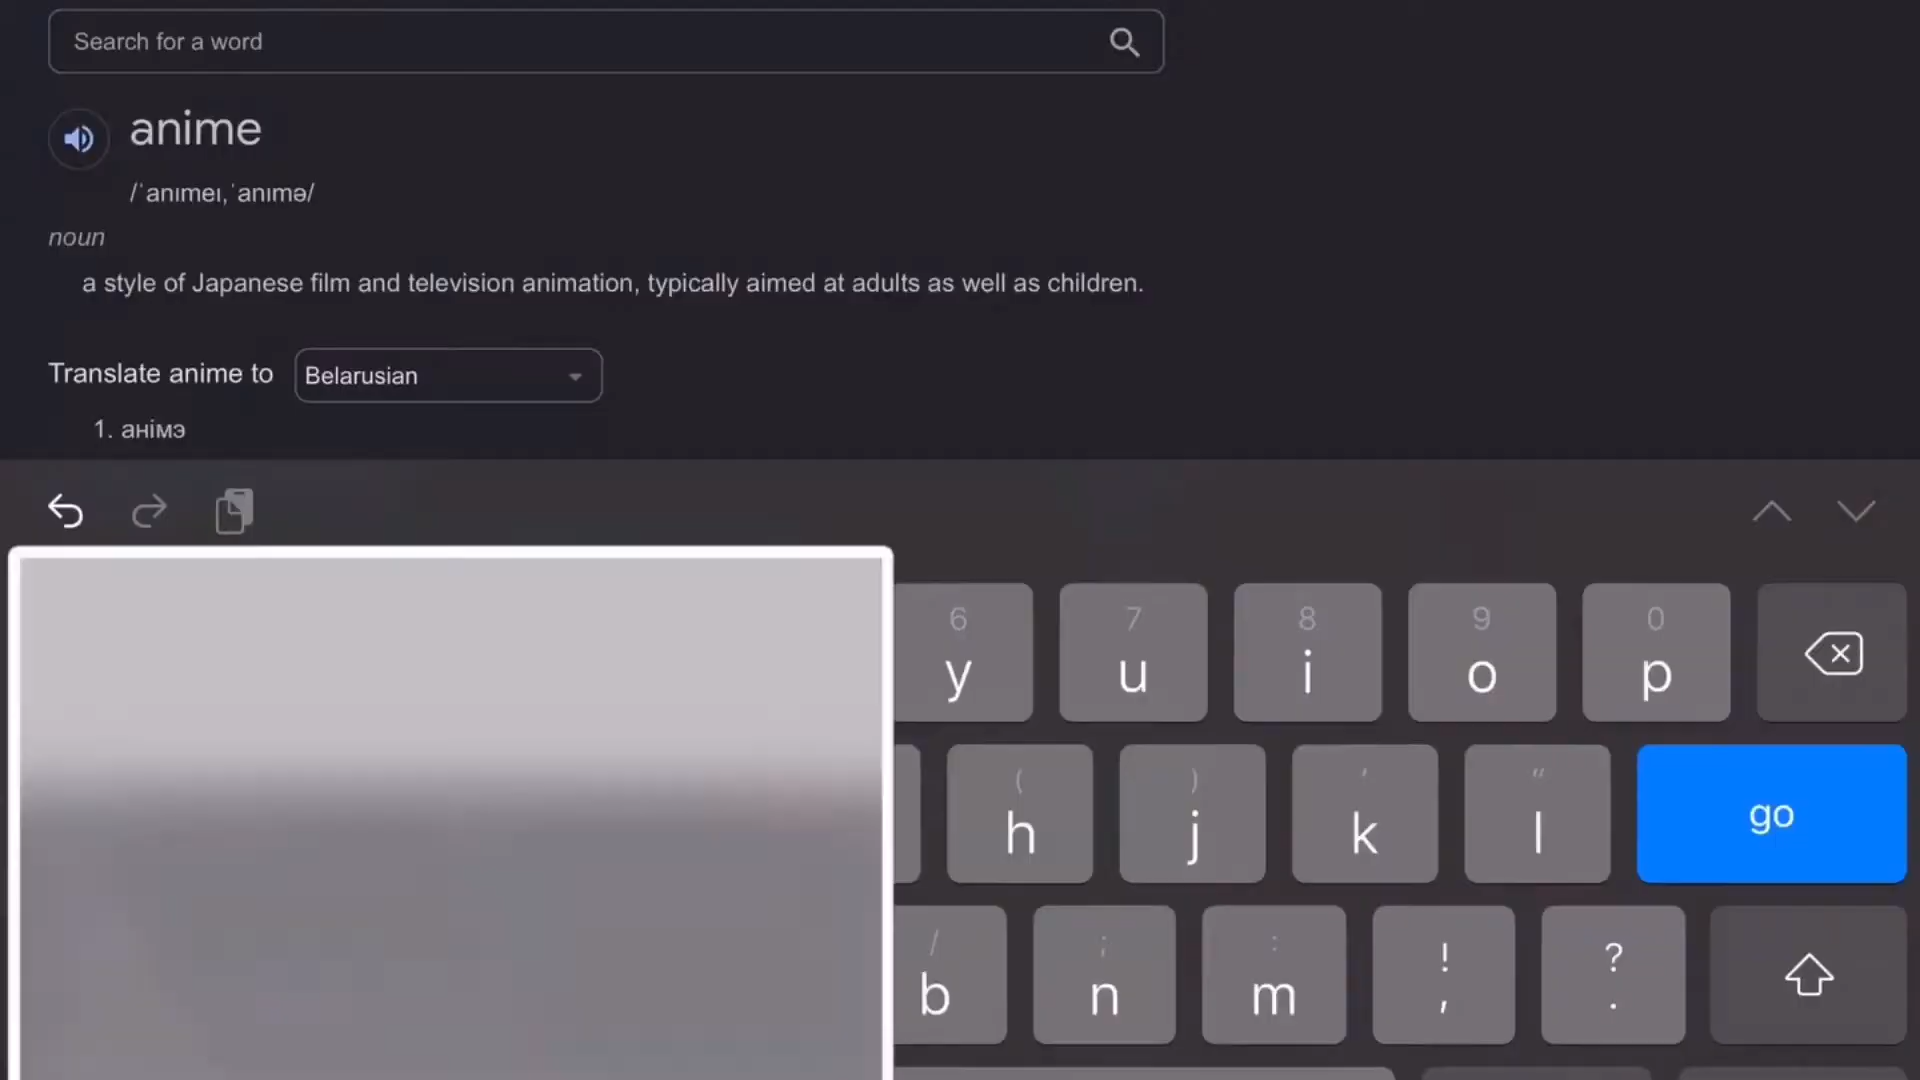 Search for a word
anime
/ˈanɪmeɪ,ˈanɪmə/
noun
a style of Japanese film and television animation, typically aimed at adults as well as children.
Translate anime to Belarusian
1. анімэ
6 7 8 9 0
y u i o p
( ) ' "
h j k l go
/ ; : ! ?
b n m , .